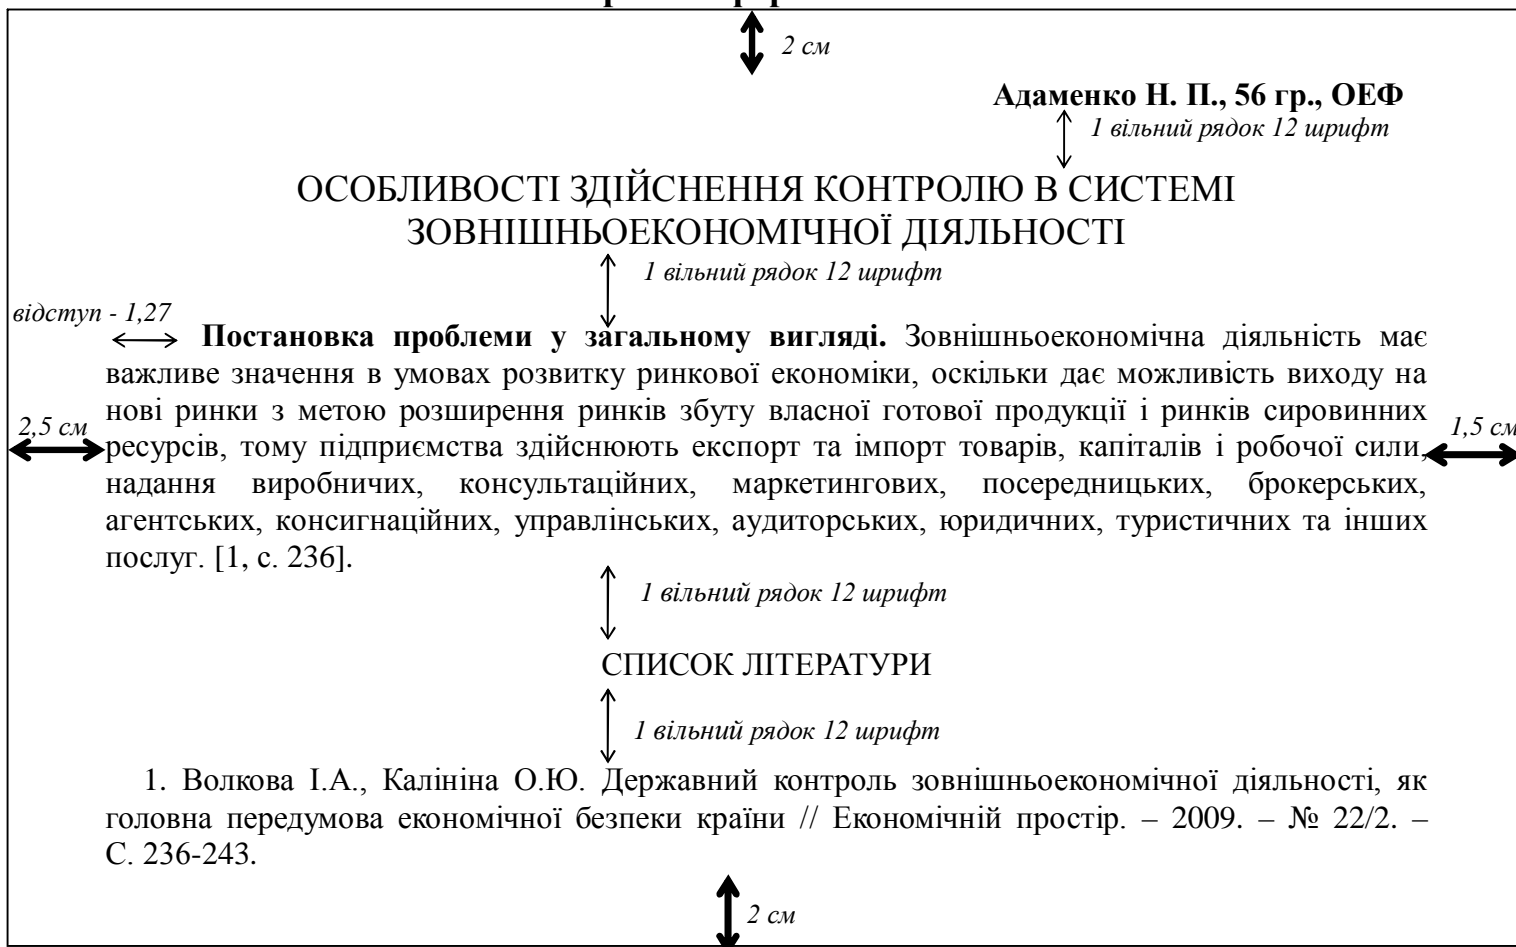 2 см
Адаменко Н. П., 56 гр., ОЕФ
1 вільний рядок 12 шрифт
ОСОБЛИВОСТІ ЗДІЙСНЕННЯ КОНТРОЛЮ В СИСТЕМІ
ЗОВНІШНЬОЕКОНОМІЧНОЇ ДІЯЛЬНОСТІ
1 вільний рядок 12 шрифт
відступ - 1,27
Постановка проблеми у загальному вигляді. Зовнішньоекономічна діяльність має
важливе значення в умовах розвитку ринкової економіки, оскільки дає можливість виходу на
нові ринки з метою розширення ринків збуту власної готової продукції і ринків сировинних
2,5 см
ресурсів, тому підприємства здійснюють експорт та імпорт товарів, капіталів і робочої сили,
1,5 см
надання виробничих, консультаційних, маркетингових, посередницьких, брокерських,
агентських, консигнаційних, управлінських, аудиторських, юридичних, туристичних та інших
послуг. [1, с. 236].
1 вільний рядок 12 шрифт
СПИСОК ЛІТЕРАТУРИ
1 вільний рядок 12 шрифт
1. Волкова І.А., Калініна О.Ю. Державний контроль зовнішньоекономічної діяльності, як
головна передумова економічної безпеки країни // Економічній простір. – 2009. – № 22/2. –
С. 236-243.
2 см